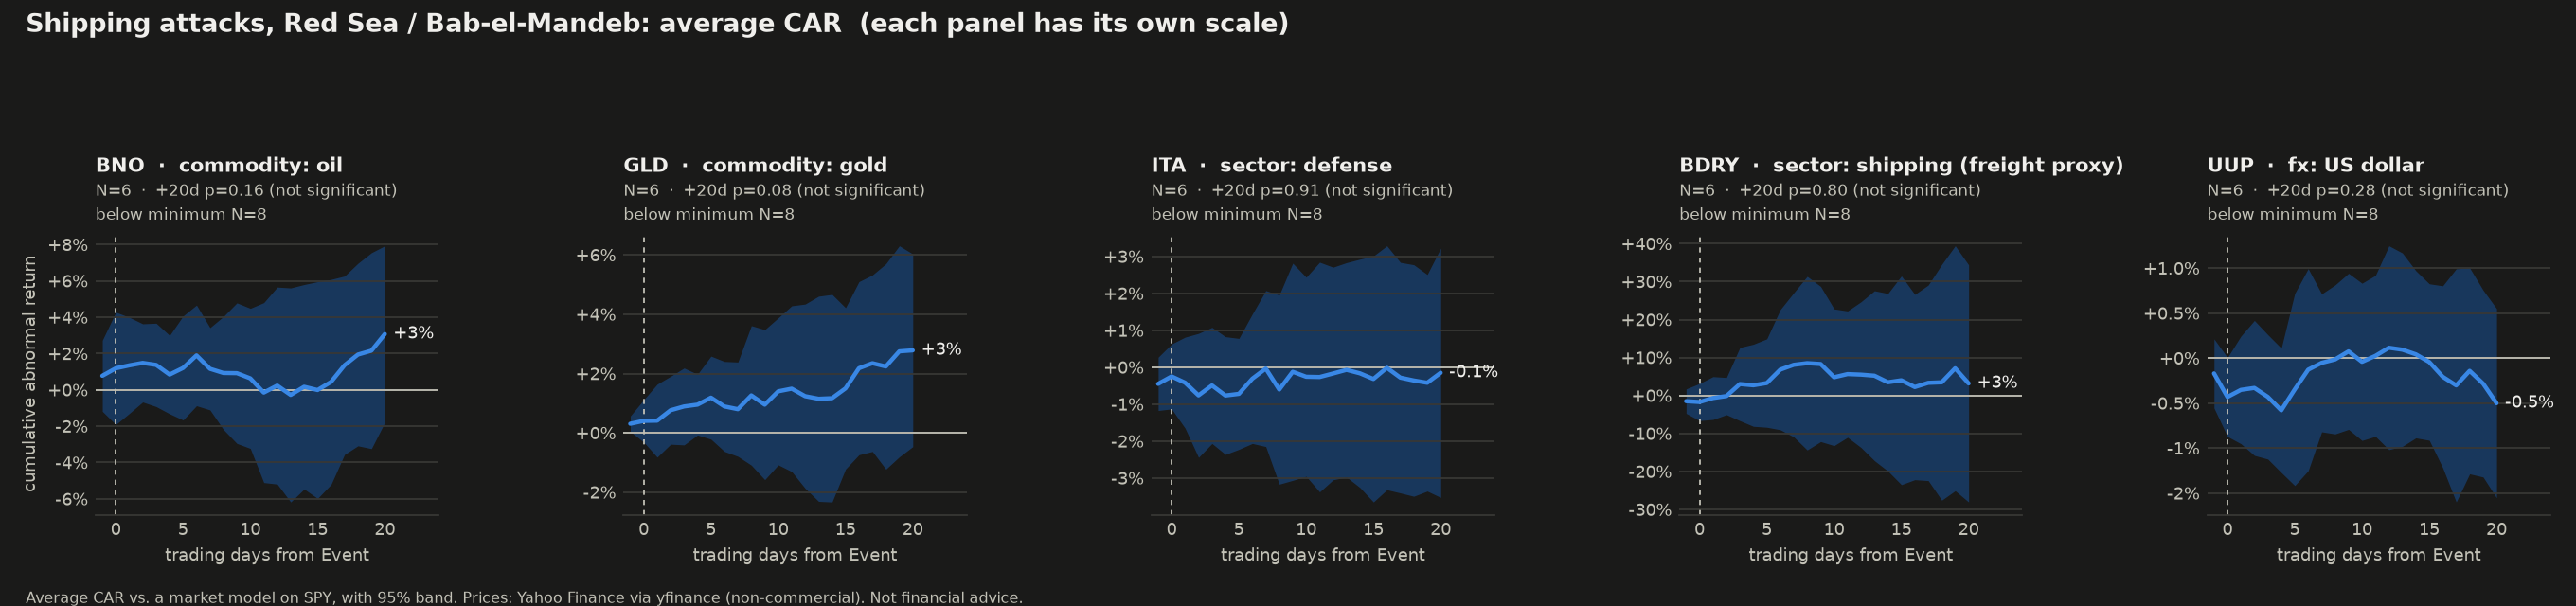 Shipping attacks, Red Sea / Bab-el-Mandeb: average CAR  (each panel has its own scale)
BNO · commodity: oil
N=6 · +20d p=0.16 (not significant)
below minimum N=8
cumulative abnormal return
+8%
+6%
+4%
+2%
+0%
-2%
-4%
-6%
+3%
0 5 10 15 20
trading days from Event
GLD · commodity: gold
N=6 · +20d p=0.08 (not significant)
below minimum N=8
+6%
+4%
+2%
+0%
-2%
+3%
0 5 10 15 20
trading days from Event
ITA · sector: defense
N=6 · +20d p=0.91 (not significant)
below minimum N=8
+3%
+2%
+1%
+0%
-1%
-2%
-3%
-0.1%
0 5 10 15 20
trading days from Event
BDRY · sector: shipping (freight proxy)
N=6 · +20d p=0.80 (not significant)
below minimum N=8
+40%
+30%
+20%
+10%
+0%
-10%
-20%
-30%
+3%
0 5 10 15 20
trading days from Event
UUP · fx: US dollar
N=6 · +20d p=0.28 (not significant)
below minimum N=8
+1.0%
+0.5%
+0%
-0.5%
-1%
-2%
-0.5%
0 5 10 15 20
trading days from Event
Average CAR vs. a market model on SPY, with 95% band. Prices: Yahoo Finance via yfinance (non-commercial). Not financial advice.